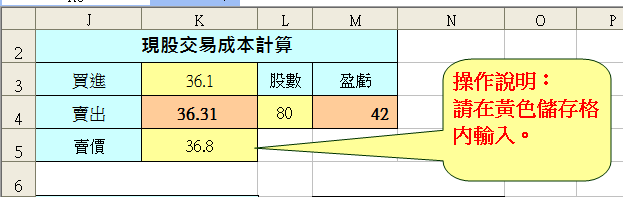 J K L M N O P
2 現股交易成本計算
3 買進 36.1 股數 盈虧
4 賣出 36.31 80 42
5 賣價 36.8
6
操作說明：
請在黃色儲存格
內輸入。